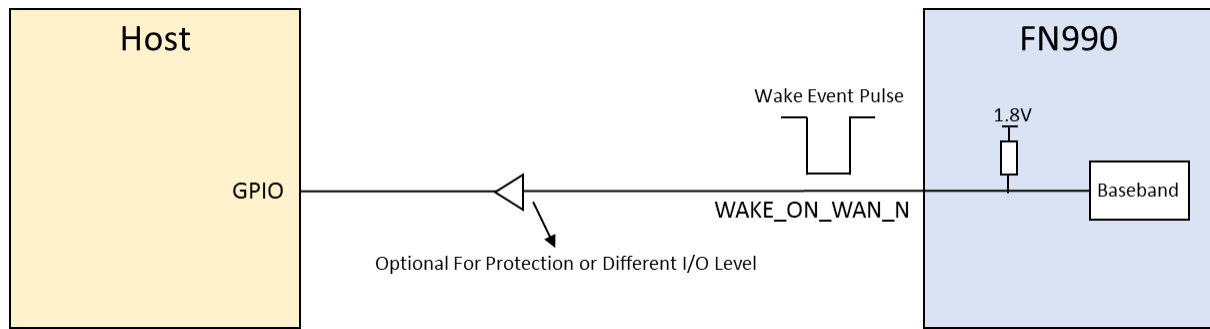 Host
FN990
Wake Event Pulse
1.8V
GPIO
Baseband
WAKE_ON_WAN_N
Optional For Protection or Different I/O Level